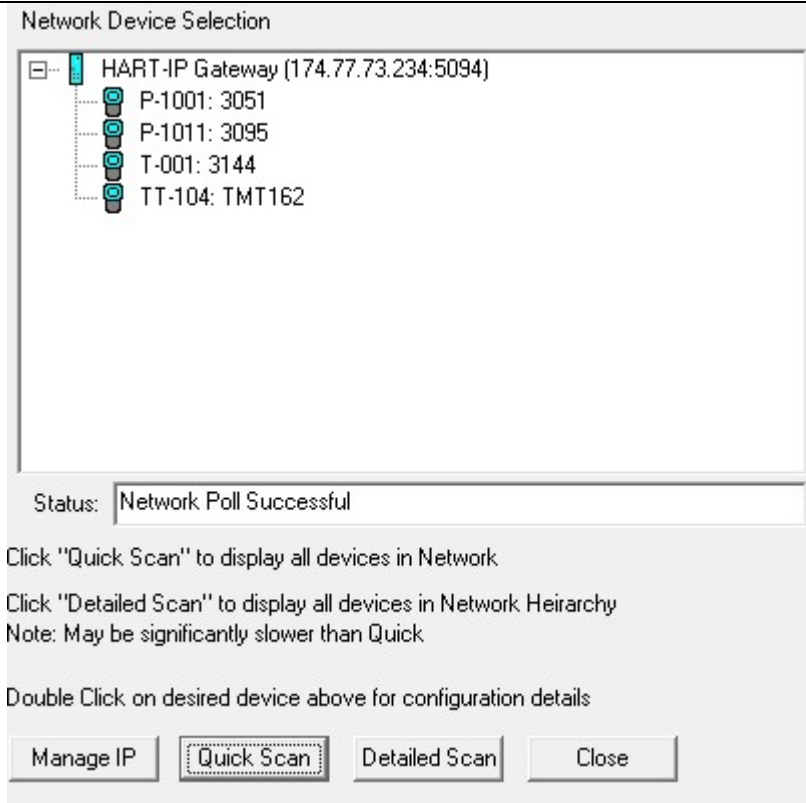 Network Device Selection
HART-IP Gateway (174.77.73.234:5094)
P-1001: 3051
P-1011: 3095
T-001: 3144
TT-104: TMT162
Status: Network Poll Successful
Click "Quick Scan" to display all devices in Network
Click "Detailed Scan" to display all devices in Network Heirarchy
Note: May be significantly slower than Quick
Double Click on desired device above for configuration details
Manage IP Quick Scan Detailed Scan Close